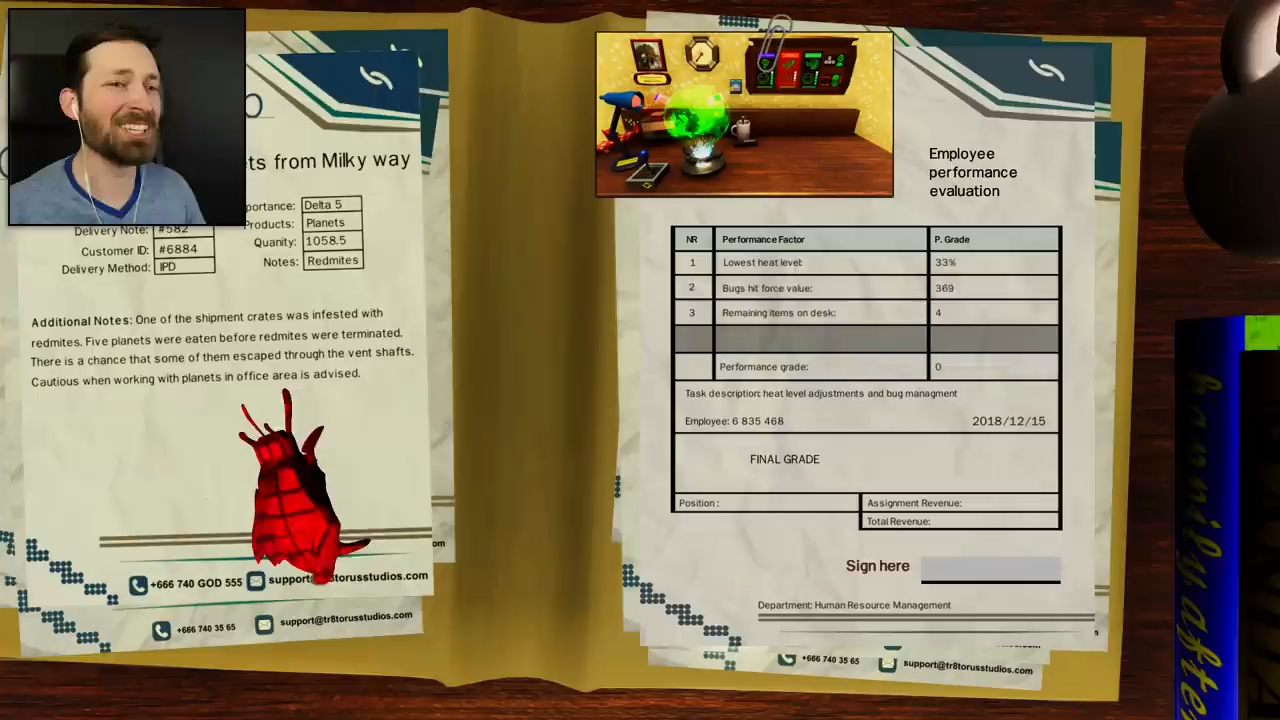 ts from Milky way
portance: Delta 5
Products: Planets
Quanity: 1058.5
Notes: Redmites
Delivery Note: #582
Customer ID: #6884
Delivery Method: IPD
Additional Notes: One of the shipment crates was infested with
redmites. Five planets were eaten before redmites were terminated.
There is a chance that some of them escaped through the vent shafts.
Cautious when working with planets in office area is advised.
om
+666 740 GOD 555 support@tr8torusstudios.com
+666 740 35 65 support@tr8torusstudios.com
Employee
performance
evaluation
NR Performance Factor P. Grade
1 Lowest heat level: 33%
2 Bugs hit force value: 369
3 Remaining items on desk: 4
Performance grade: 0
Task description: heat level adjustments and bug managment
Employee: 6 835 468 2018/12/15
FINAL GRADE
Position : Assignment Revenue:
Total Revenue:
Sign here
Department: Human Resource Management
+666 740 35 65 support@tr8torusstudios.com